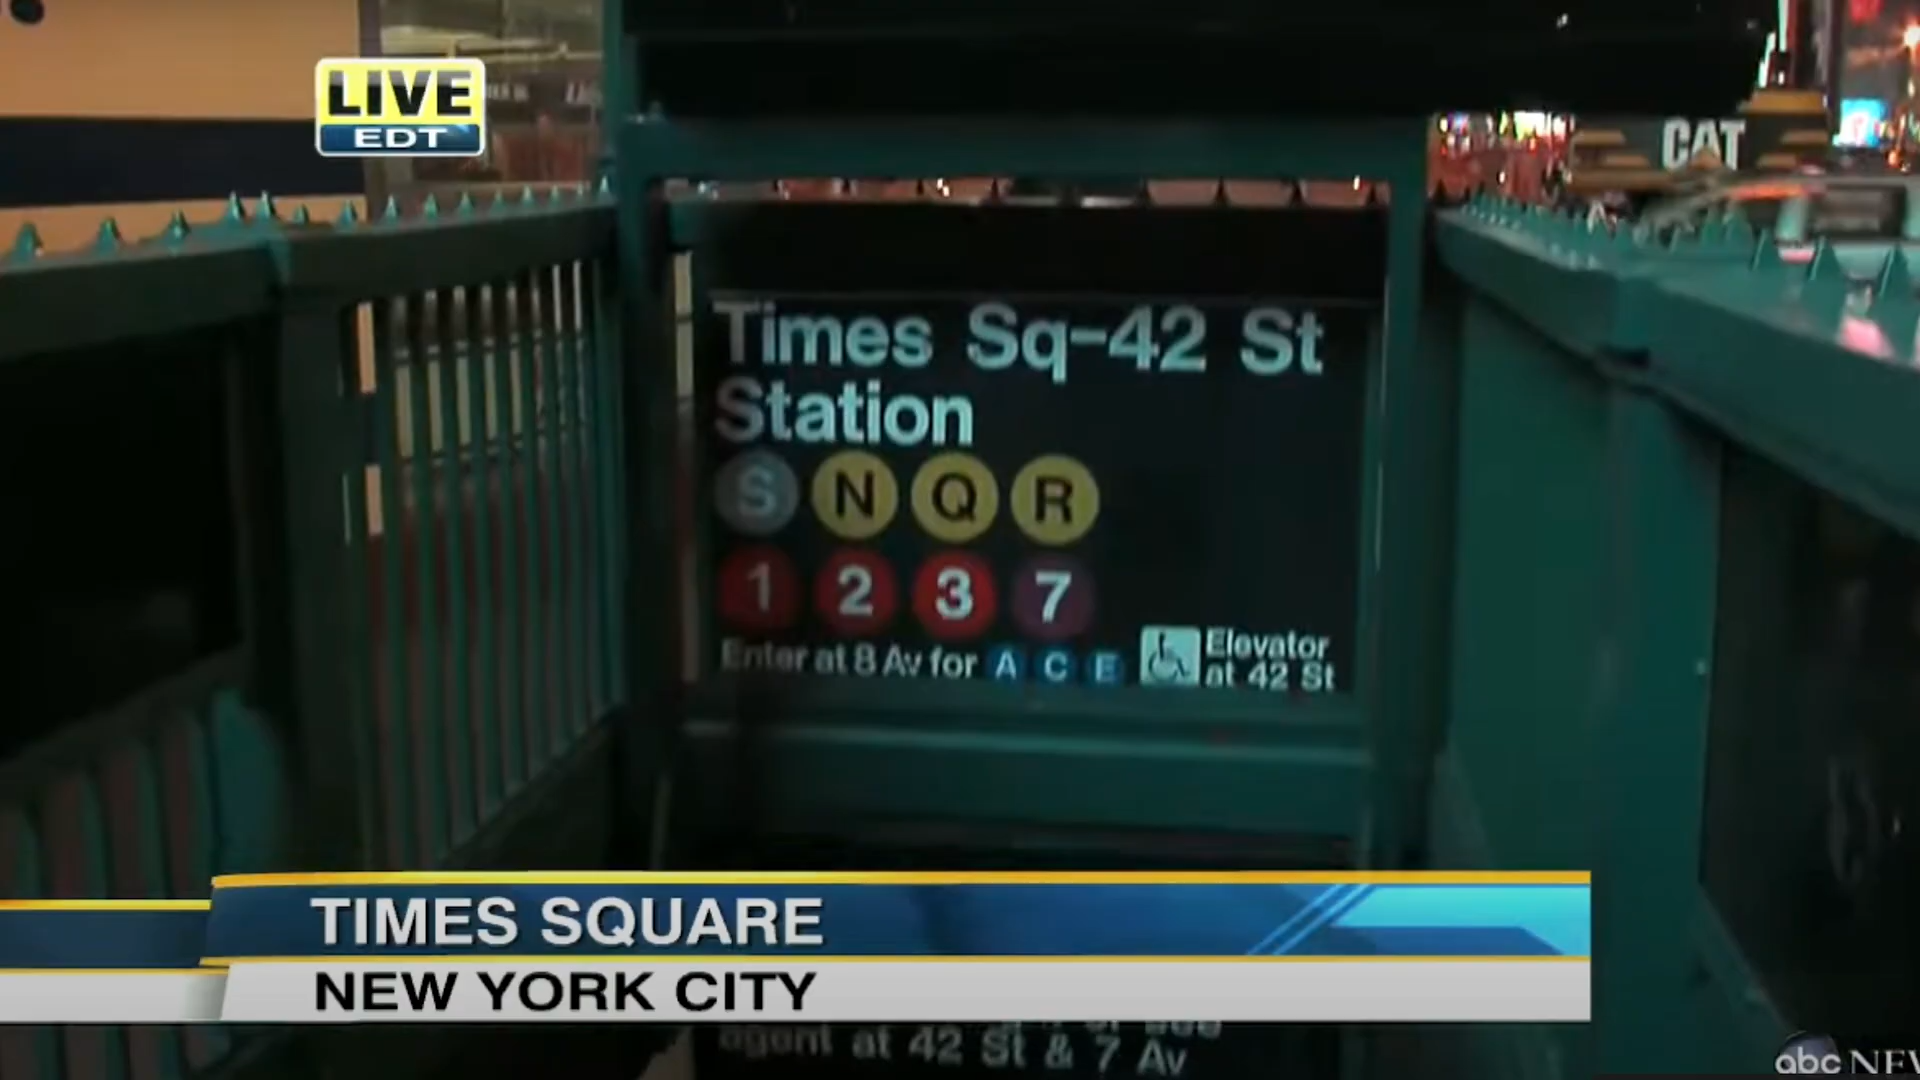 LIVE
EDT
CAT
Times Sq-42 St
Station
S N Q R
1 2 3 7
Enter at 8 Av for A C E
Elevator
at 42 St
TIMES SQUARE
NEW YORK CITY
agent at 42 St & 7 Av
abc